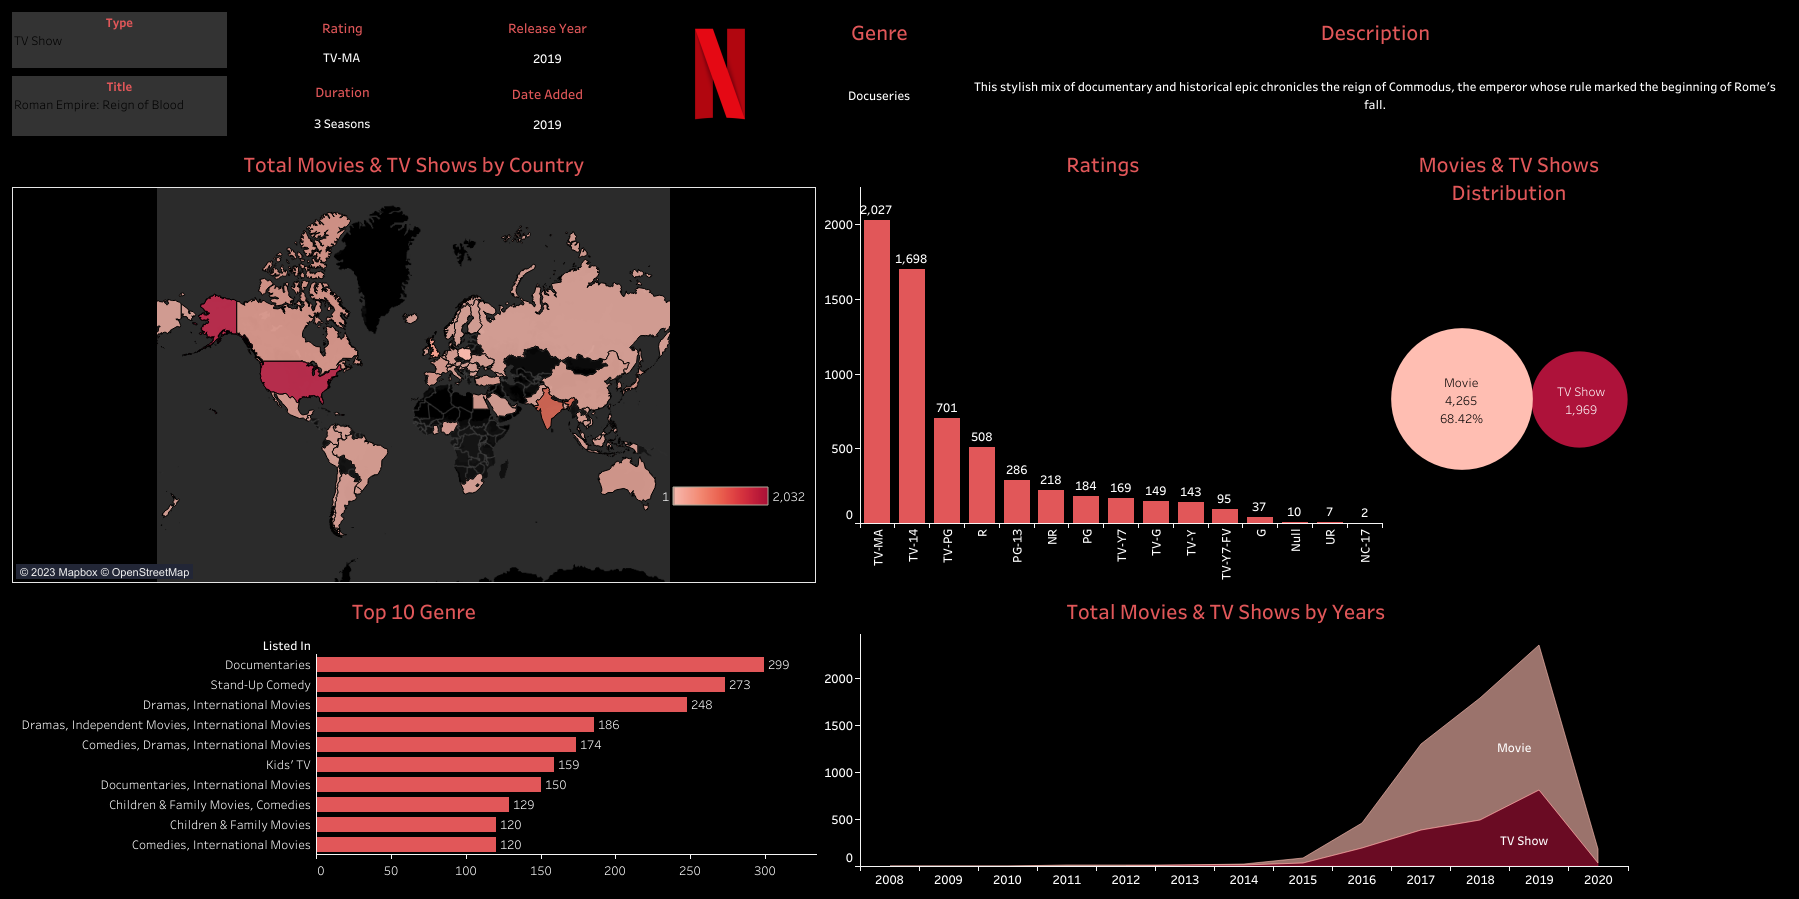 Type
TV Show
Title
Roman Empire: Reign of Blood
Rating
TV-MA
Release Year
2019
Duration
3 Seasons
Date Added
2019
Genre
Docuseries
Description
This stylish mix of documentary and historical epic chronicles the reign of Commodus, the emperor whose rule marked the beginning of Rome's
fall.
Total Movies & TV Shows by Country
1
2,032
© 2023 Mapbox © OpenStreetMap
Ratings
2000
1500
1000
500
0
2,027
1,698
701
508
286
218
184
169
149
143
95
37
10
7
2
TV-MA
TV-14
TV-PG
R
PG-13
NR
PG
TV-Y7
TV-G
TV-Y
TV-Y7-FV
G
Null
UR
NC-17
Movies & TV Shows
Distribution
Movie
4,265
68.42%
TV Show
1,969
Top 10 Genre
Listed In
Documentaries 299
Stand-Up Comedy 273
Dramas, International Movies 248
Dramas, Independent Movies, International Movies 186
Comedies, Dramas, International Movies 174
Kids' TV 159
Documentaries, International Movies 150
Children & Family Movies, Comedies 129
Children & Family Movies 120
Comedies, International Movies 120
0 50 100 150 200 250 300
Total Movies & TV Shows by Years
2000
1500
1000
500
0
Movie
TV Show
2008 2009 2010 2011 2012 2013 2014 2015 2016 2017 2018 2019 2020